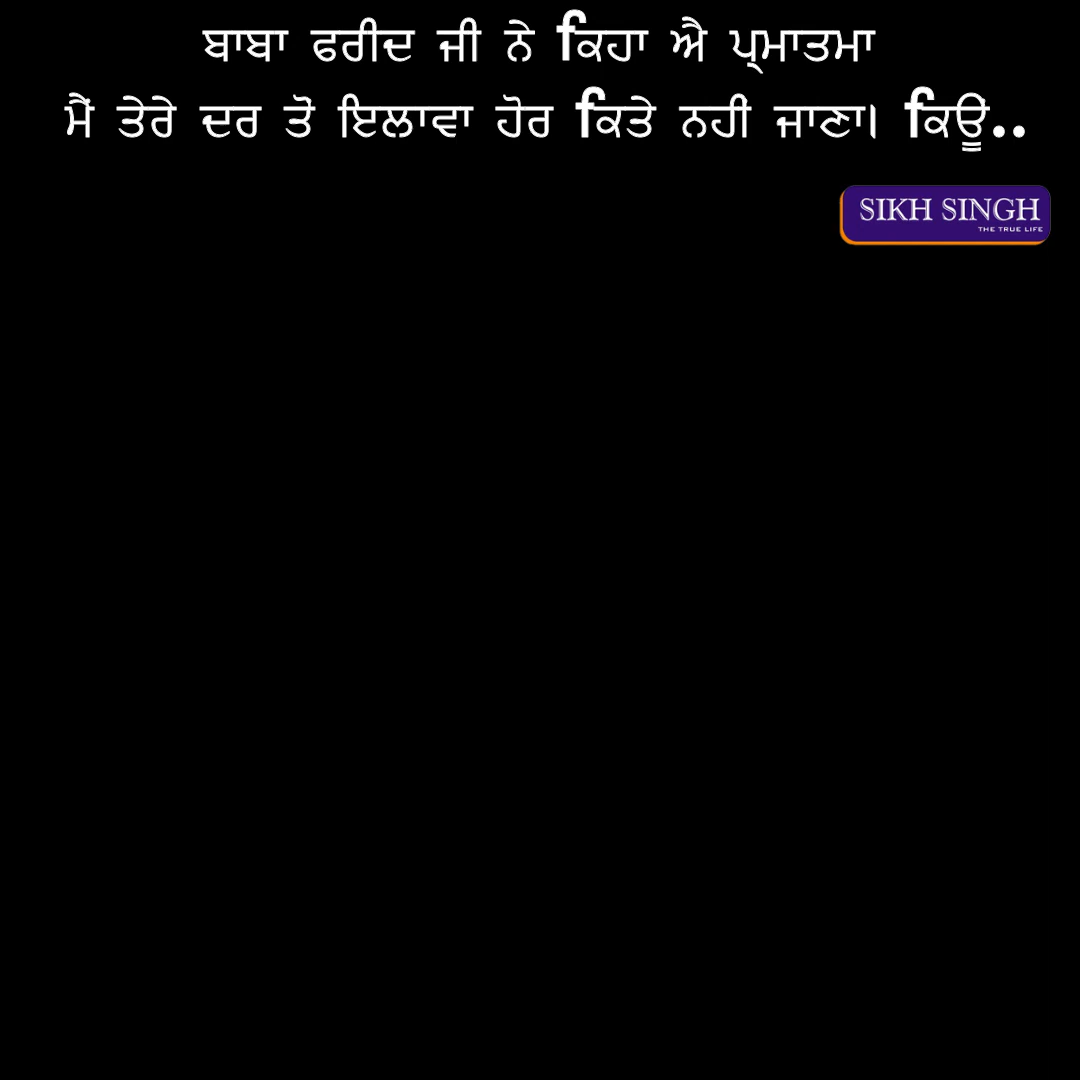 ਬਾਬਾ ਫਰੀਦ ਜੀ ਨੇ ਕਿਹਾ ਐ ਪ੍ਰਮਾਤਮਾ
ਮੈਂ ਤੇਰੇ ਦਰ ਤੋਂ ਇਲਾਵਾ ਹੋਰ ਕਿਤੇ ਨਹੀ ਜਾਣਾ। ਕਿਊ..
SIKH SINGH
THE TRUE LIFE